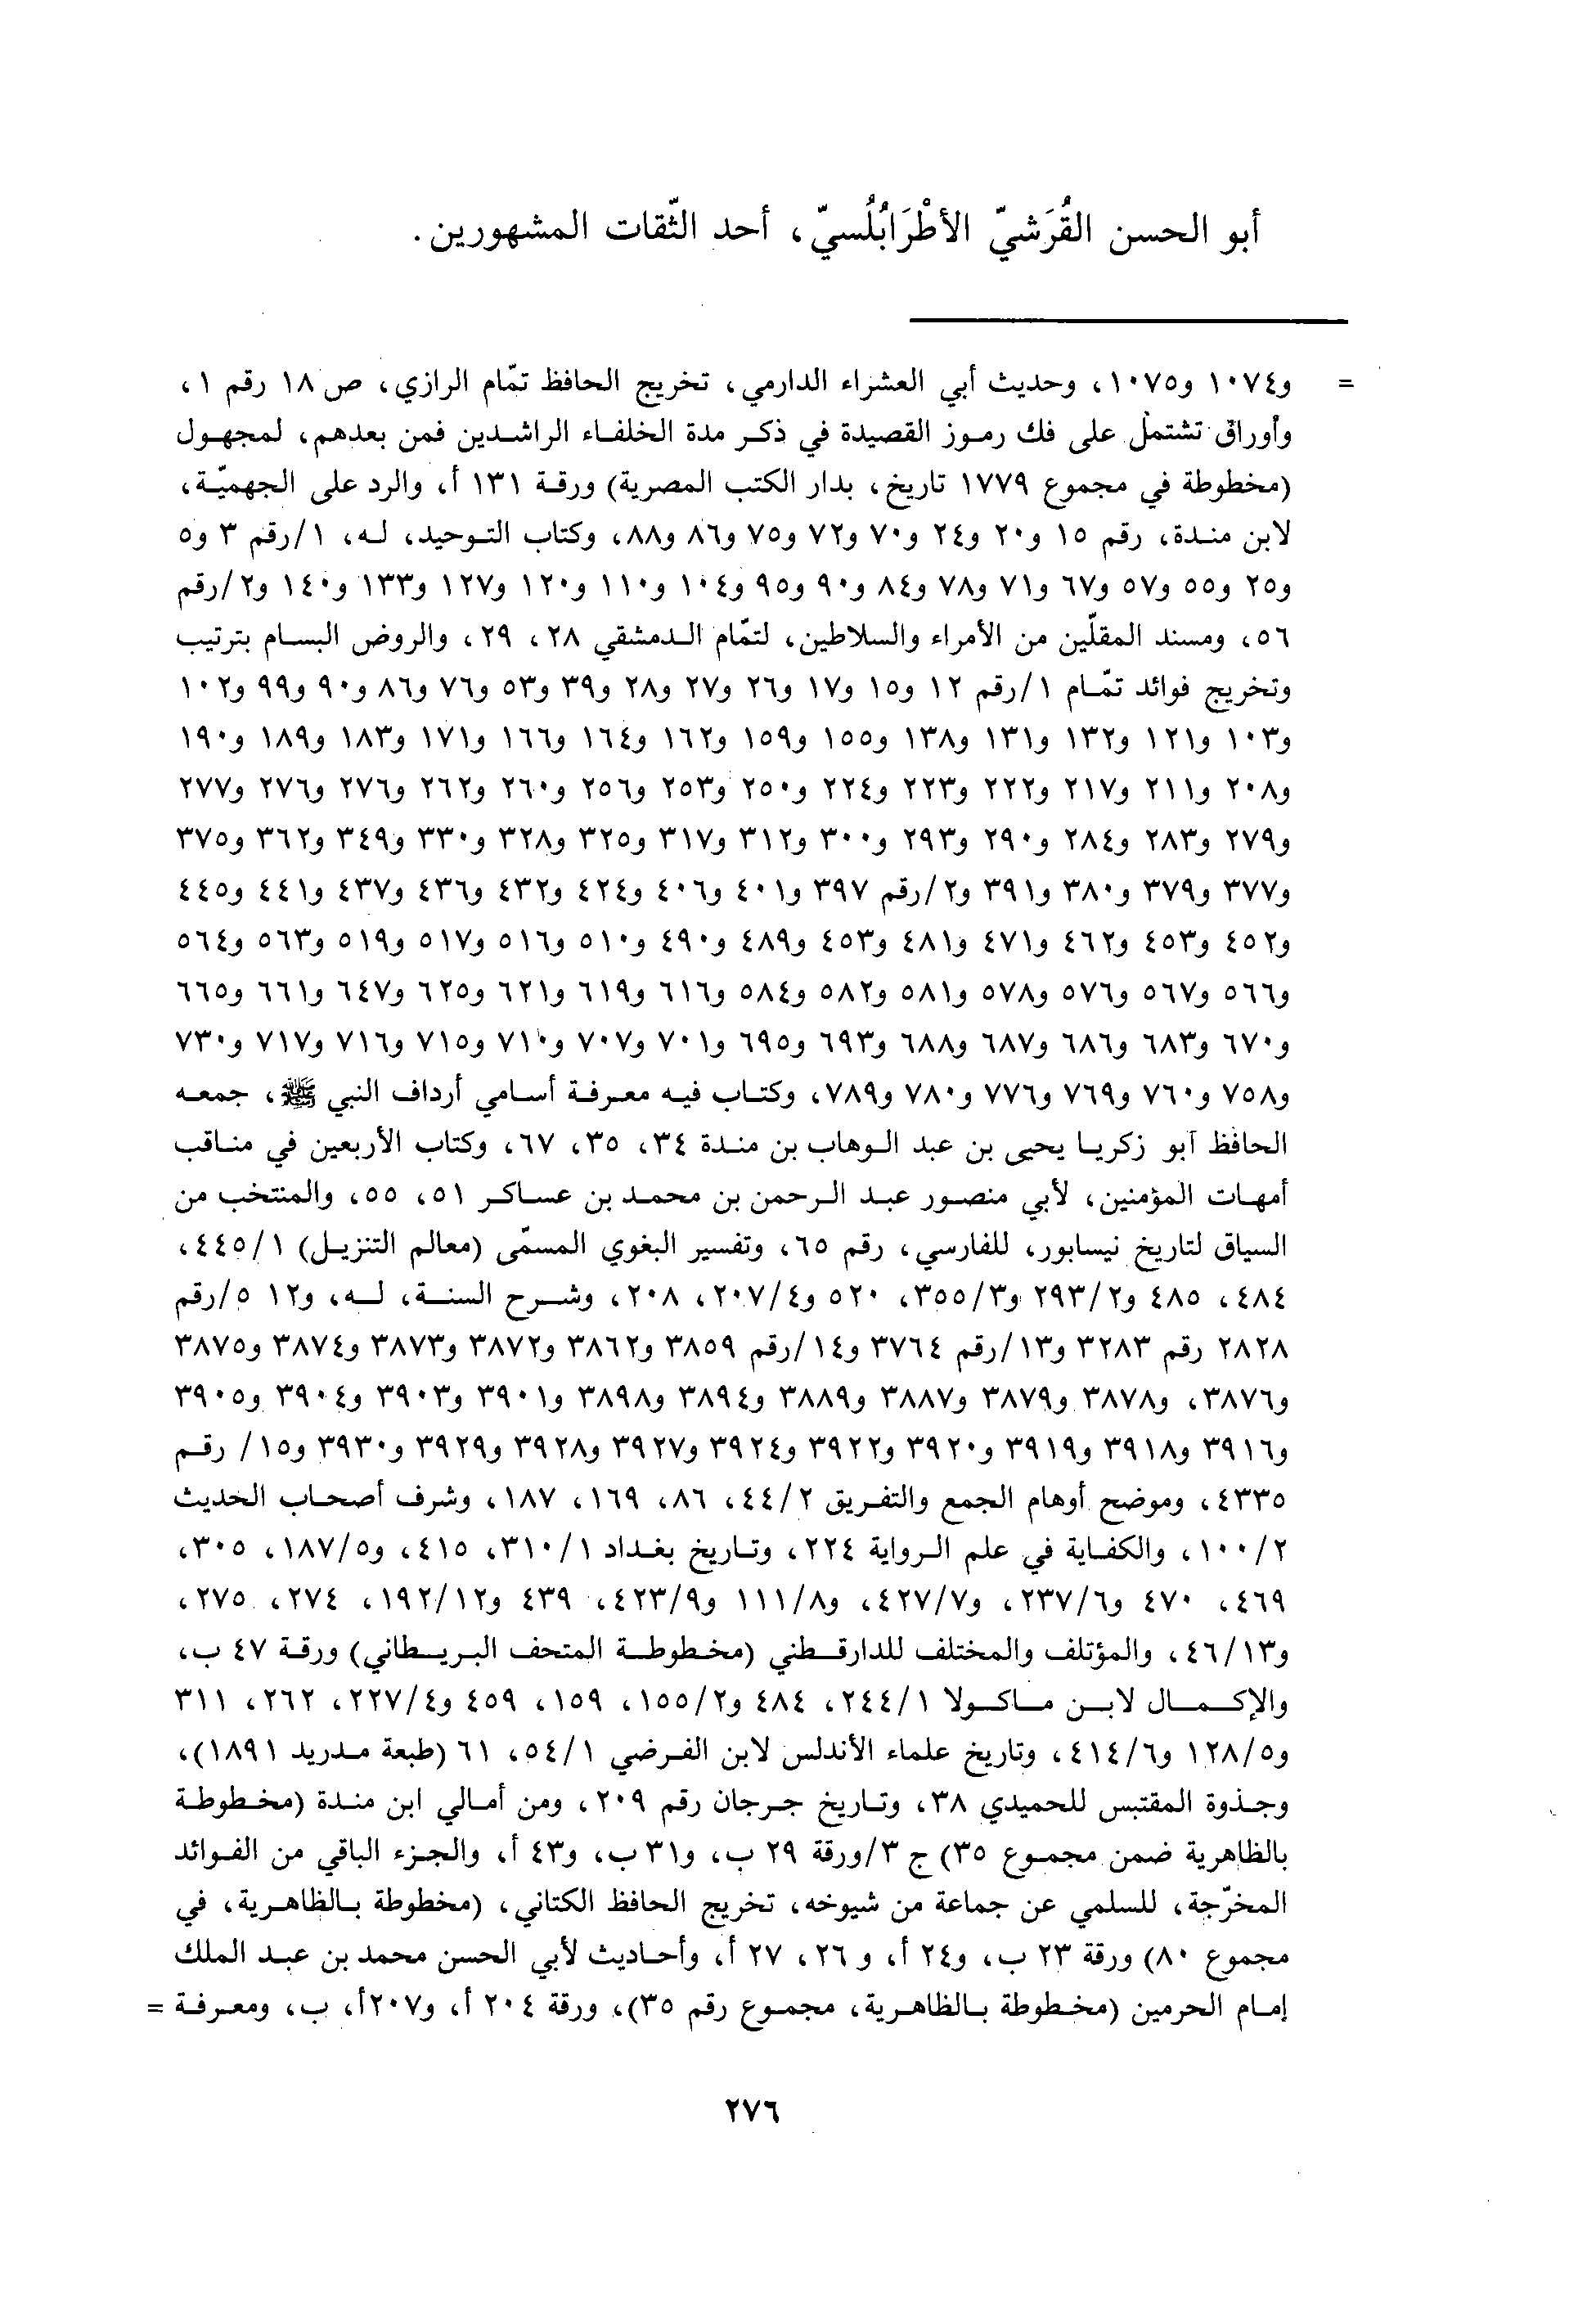 أبو الحسن القُرَشيّ الأطْرَابُلُسيّ، أحد الثّقات المشهورين.
= و١٠٧٤ و١٠٧٥، وحديث أبي العشراء الدارمي، تخريج الحافظ تمّام الرازي، ص ١٨ رقم ١،
وأوراق تشتمل على فك رموز القصيدة في ذكر مدة الخلفاء الراشدين فمن بعدهم، لمجهول
(مخطوطة في مجموع ١٧٧٩ تاريخ، بدار الكتب المصرية) ورقة ١٣١ أ، والرد على الجهميّة،
لابن مندة، رقم ١٥ و٢٠ و٢٤ و٧٠ و٧٢ و٧٥ و٨٦ و٨٨، وكتاب التوحيد، له، ١/رقم ٣ و٥
و٢٥ و٥٥ و٥٧ و٦٧ و٧١ و٧٨ و٨٤ و٩٠ و٩٥ و١٠٤ و١١٠ و١٢٠ و١٢٧ و١٣٣ و١٤٠ و٢/رقم
٥٦، ومسند المقلّين من الأمراء والسلاطين، لتمّام الدمشقي ٢٨، ٢٩، والروض البسام بترتيب
وتخريج فوائد تمّام ١/رقم ١٢ و١٥ و١٧ و٢٦ و٢٧ و٢٨ و٣٩ و٥٣ و٧٦ و٨٦ و٩٠ و٩٩ و١٠٢
و١٠٣ و١٢١ و١٣٢ و١٣١ و١٣٨ و١٥٥ و١٥٩ و١٦٢ و١٦٤ و١٦٦ و١٧١ و١٨٣ و١٨٩ و١٩٠
و٢٠٨ و٢١١ و٢١٧ و٢٢٢ و٢٢٣ و٢٢٤ و٢٥٠ و٢٥٣ و٢٥٦ و٢٦٠ و٢٦٢ و٢٧٦ و٢٧٦ و٢٧٧
و٢٧٩ و٢٨٣ و٢٨٤ و٢٩٠ و٢٩٣ و٣٠٠ و٣١٢ و٣١٧ و٣٢٥ و٣٢٨ و٣٣٠ و٣٤٩ و٣٦٢ و٣٧٥
و٣٧٧ و٣٧٩ و٣٨٠ و٣٩١ و٢/رقم ٣٩٧ و٤٠١ و٤٠٦ و٤٢٤ و٤٣٢ و٤٣٦ و٤٣٧ و٤٤١ و٤٤٥
و٤٥٢ و٤٥٣ و٤٦٢ و٤٧١ و٤٨١ و٤٥٣ و٤٨٩ و٤٩٠ و٥١٠ و٥١٦ و٥١٧ و٥١٩ و٥٦٣ و٥٦٤
و٥٦٦ و٥٦٧ و٥٧٦ و٥٧٨ و٥٨١ و٥٨٢ و٥٨٤ و٦١٦ و٦١٩ و٦٢١ و٦٢٥ و٦٤٧ و٦٦١ و٦٦٥
و٦٧٠ و٦٨٣ و٦٨٦ و٦٨٧ و٦٨٨ و٦٩٣ و٦٩٥ و٧٠١ و٧٠٧ و٧١٠ و٧١٥ و٧١٦ و٧١٧ و٧٣٠
و٧٥٨ و٧٦٠ و٧٦٩ و٧٧٦ و٧٨٠ و٧٨٩، وكتاب فيه معرفة أسامي أرداف النبي ﷺ، جمعه
الحافظ أبو زكريا يحيى بن عبد الوهاب بن مندة ٣٤، ٣٥، ٦٧، وكتاب الأربعين في مناقب
أمهات المؤمنين، لأبي منصور عبد الرحمن بن محمد بن عساكر ٥١، ٥٥، والمنتخب من
السياق لتاريخ نيسابور، للفارسي، رقم ٦٥، وتفسير البغوي المسمّى (معالم التنزيل) ١/٤٤٥،
٤٨٤، ٤٨٥ و٢/٢٩٣ و٣/٣٥٥، ٥٢٠ و٤/٢٠٧، ٢٠٨، وشرح السنة، له، و١٢ ٥/رقم
٢٨٢٨ رقم ٣٢٨٣ و١٣/رقم ٣٧٦٤ و١٤/رقم ٣٨٥٩ و٣٨٦٢ و٣٨٧٢ و٣٨٧٣ و٣٨٧٤ و٣٨٧٥
و٣٨٧٦، و٣٨٧٨ و٣٨٧٩ و٣٨٨٧ و٣٨٨٩ و٣٨٩٤ و٣٨٩٨ و٣٩٠١ و٣٩٠٣ و٣٩٠٤ و٣٩٠٥
و٣٩١٦ و٣٩١٨ و٣٩١٩ و٣٩٢٠ و٣٩٢٢ و٣٩٢٤ و٣٩٢٧ و٣٩٢٨ و٣٩٢٩ و٣٩٣٠ و١٥/ رقم
٤٣٣٥، وموضح أوهام الجمع والتفريق ٢/٤٤، ٨٦، ١٦٩، ١٨٧، وشرف أصحاب الحديث
٢/١٠٠، والكفاية في علم الرواية ٢٢٤، وتاريخ بغداد ١/٣١٠، ٤١٥، و٥/١٨٧، ٣٠٥،
٤٦٩، ٤٧٠ و٦/٢٣٧، و٧/٤٢٧، و٨/١١١ و٩/٤٢٣، ٤٣٩ و١٢/١٩٢، ٢٧٤، ٢٧٥،
و١٣/٤٦، والمؤتلف والمختلف للدارقطني (مخطوطة المتحف البريطاني) ورقة ٤٧ ب،
والإكمال لابن ماكولا ١/٢٤٤، ٤٨٤ و٢/١٥٥، ١٥٩، ٤٥٩ و٤/٢٢٧، ٢٦٢، ٣١١
و٥/١٢٨ و٦/٤١٤، وتاريخ علماء الأندلس لابن الفرضي ١/٥٤، ٦١ (طبعة مدريد ١٨٩١)،
وجذوة المقتبس للحميدي ٣٨، وتاريخ جرجان رقم ٢٠٩، ومن أمالي ابن مندة (مخطوطة
بالظاهرية ضمن مجموع ٣٥) ج ٣/ورقة ٢٩ ب، و٣١ ب، و٤٣ أ، والجزء الباقي من الفوائد
المخرّجة، للسلمي عن جماعة من شيوخه، تخريج الحافظ الكتاني، (مخطوطة بالظاهرية، في
مجموع ٨٠) ورقة ٢٣ ب، و٢٤ أ، و ٢٦، ٢٧ أ، وأحاديث لأبي الحسن محمد بن عبد الملك
إمام الحرمين (مخطوطة بالظاهرية، مجموع رقم ٣٥)، ورقة ٢٠٤ أ، و٢٠٧أ، ب، ومعرفة =
٢٧٦